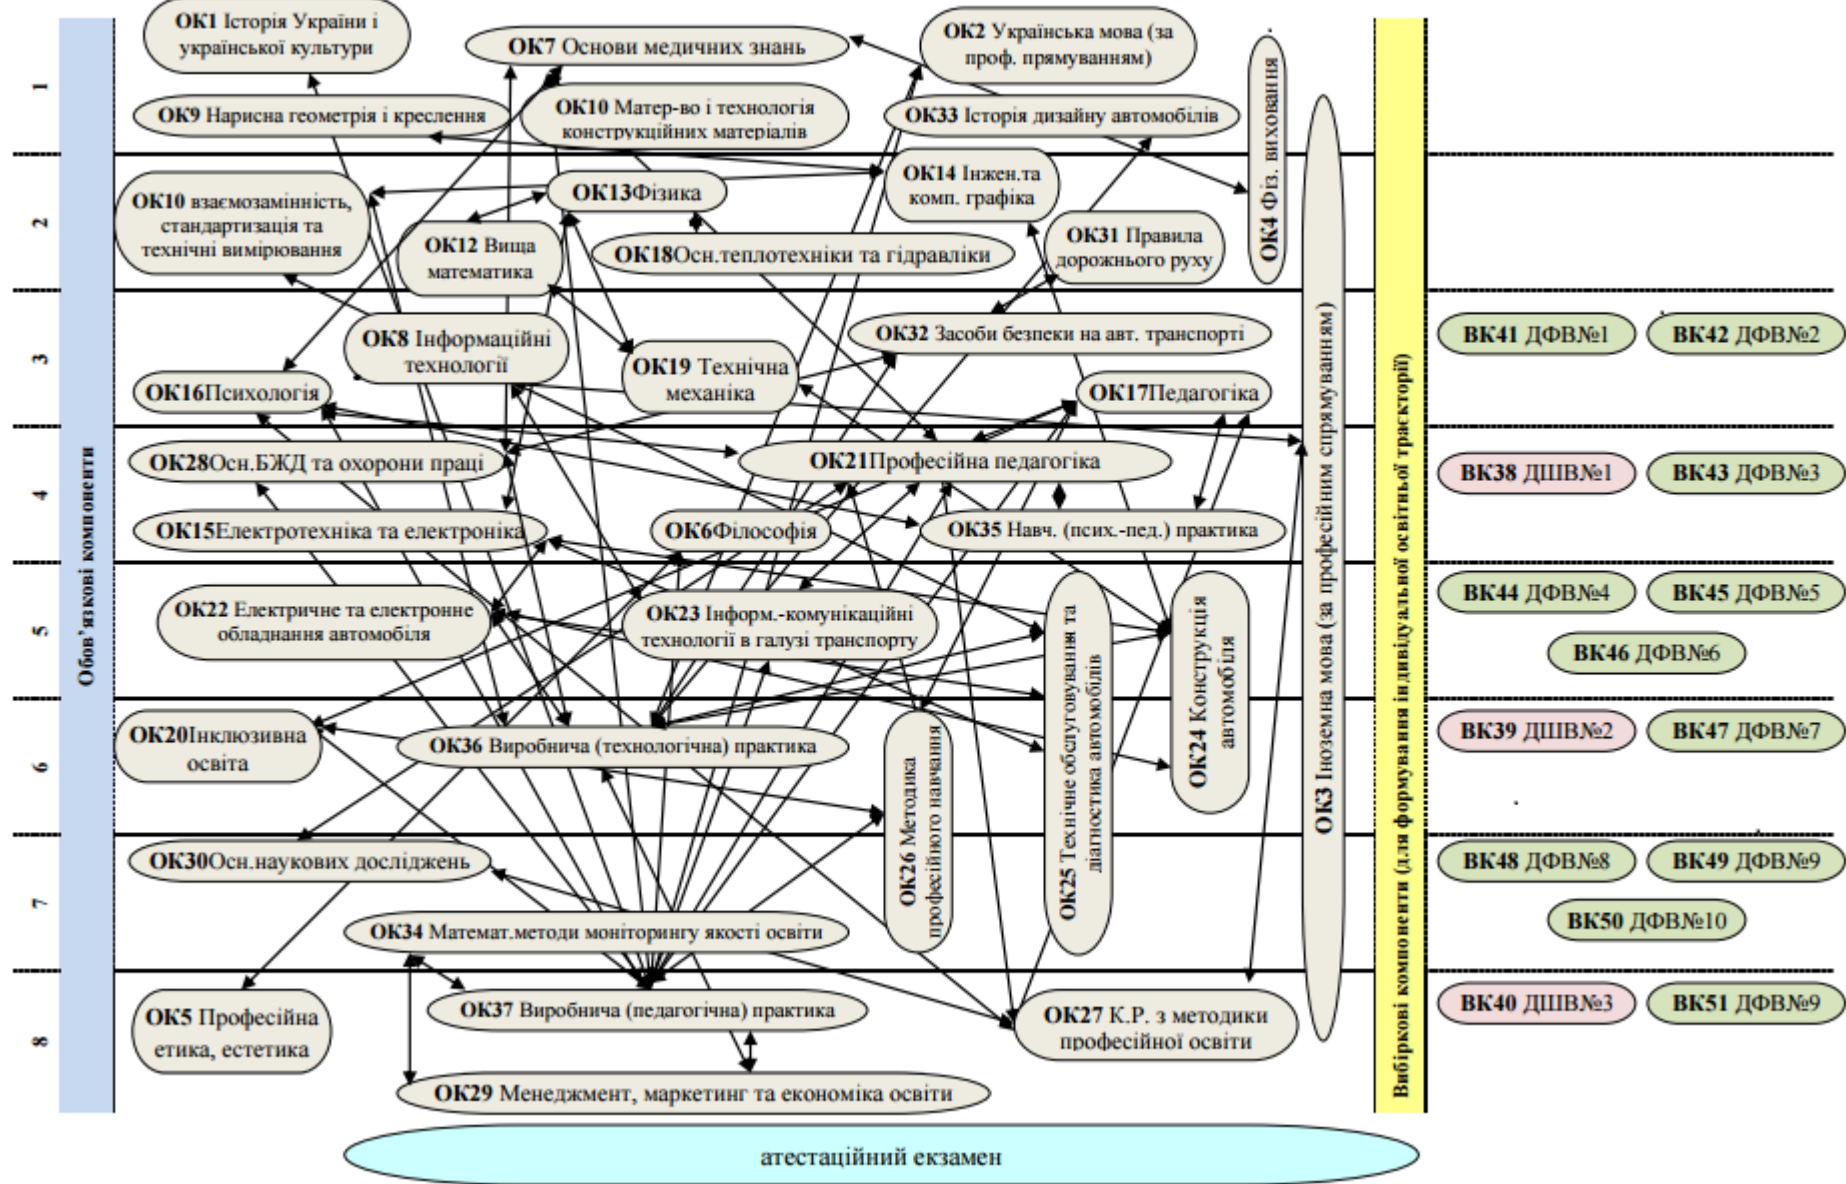 Обов’язкові компоненти
1
2
3
4
5
6
7
8
ОК1 Історія України і
української культури
ОК7 Основи медичних знань
ОК2 Українська мова (за
проф. прямуванням)
ОК9 Нарисна геометрія і креслення
ОК10 Матер-во і технологія
конструкційних матеріалів
ОК33 Історія дизайну автомобілів
ОК4 Фіз. виховання
ОК10 взаємозамінність,
стандартизація та
технічні вимірювання
ОК13Фізика
ОК14 Інжен.та
комп. графіка
ОК12 Вища
математика
ОК18Осн.теплотехніки та гідравліки
ОК31 Правила
дорожнього руху
ОК8 Інформаційні
технології
ОК32 Засоби безпеки на авт. транспорті
ОК19 Технічна
механіка
ОК16Психологія
ОК17Педагогіка
ОК28Осн.БЖД та охорони праці
ОК21Професійна педагогіка
ОК15Електротехніка та електроніка
ОК6Філософія
ОК35 Навч. (псих.-пед.) практика
ОК22 Електричне та електронне
обладнання автомобіля
ОК23 Інформ.-комунікаційні
технології в галузі транспорту
ОК24 Конструкція
автомобіля
ОК25 Технічне обслуговування та
діагностика автомобілів
ОК20Інклюзивна
освіта
ОК36 Виробнича (технологічна) практика
ОК26 Методика
професійного навчання
ОК30Осн.наукових досліджень
ОК34 Математ.методи моніторингу якості освіти
ОК5 Професійна
етика, естетика
ОК37 Виробнича (педагогічна) практика
ОК27 К.Р. з методики
професійної освіти
ОК29 Менеджмент, маркетинг та економіка освіти
ОК3 Іноземна мова (за професійним спрямуванням)
Вибіркові компоненти (для формування індивідуальної освітньої траєкторії)
ВК41 ДФВ№1
ВК42 ДФВ№2
ВК38 ДШВ№1
ВК43 ДФВ№3
ВК44 ДФВ№4
ВК45 ДФВ№5
ВК46 ДФВ№6
ВК39 ДШВ№2
ВК47 ДФВ№7
ВК48 ДФВ№8
ВК49 ДФВ№9
ВК50 ДФВ№10
ВК40 ДШВ№3
ВК51 ДФВ№9
атестаційний екзамен